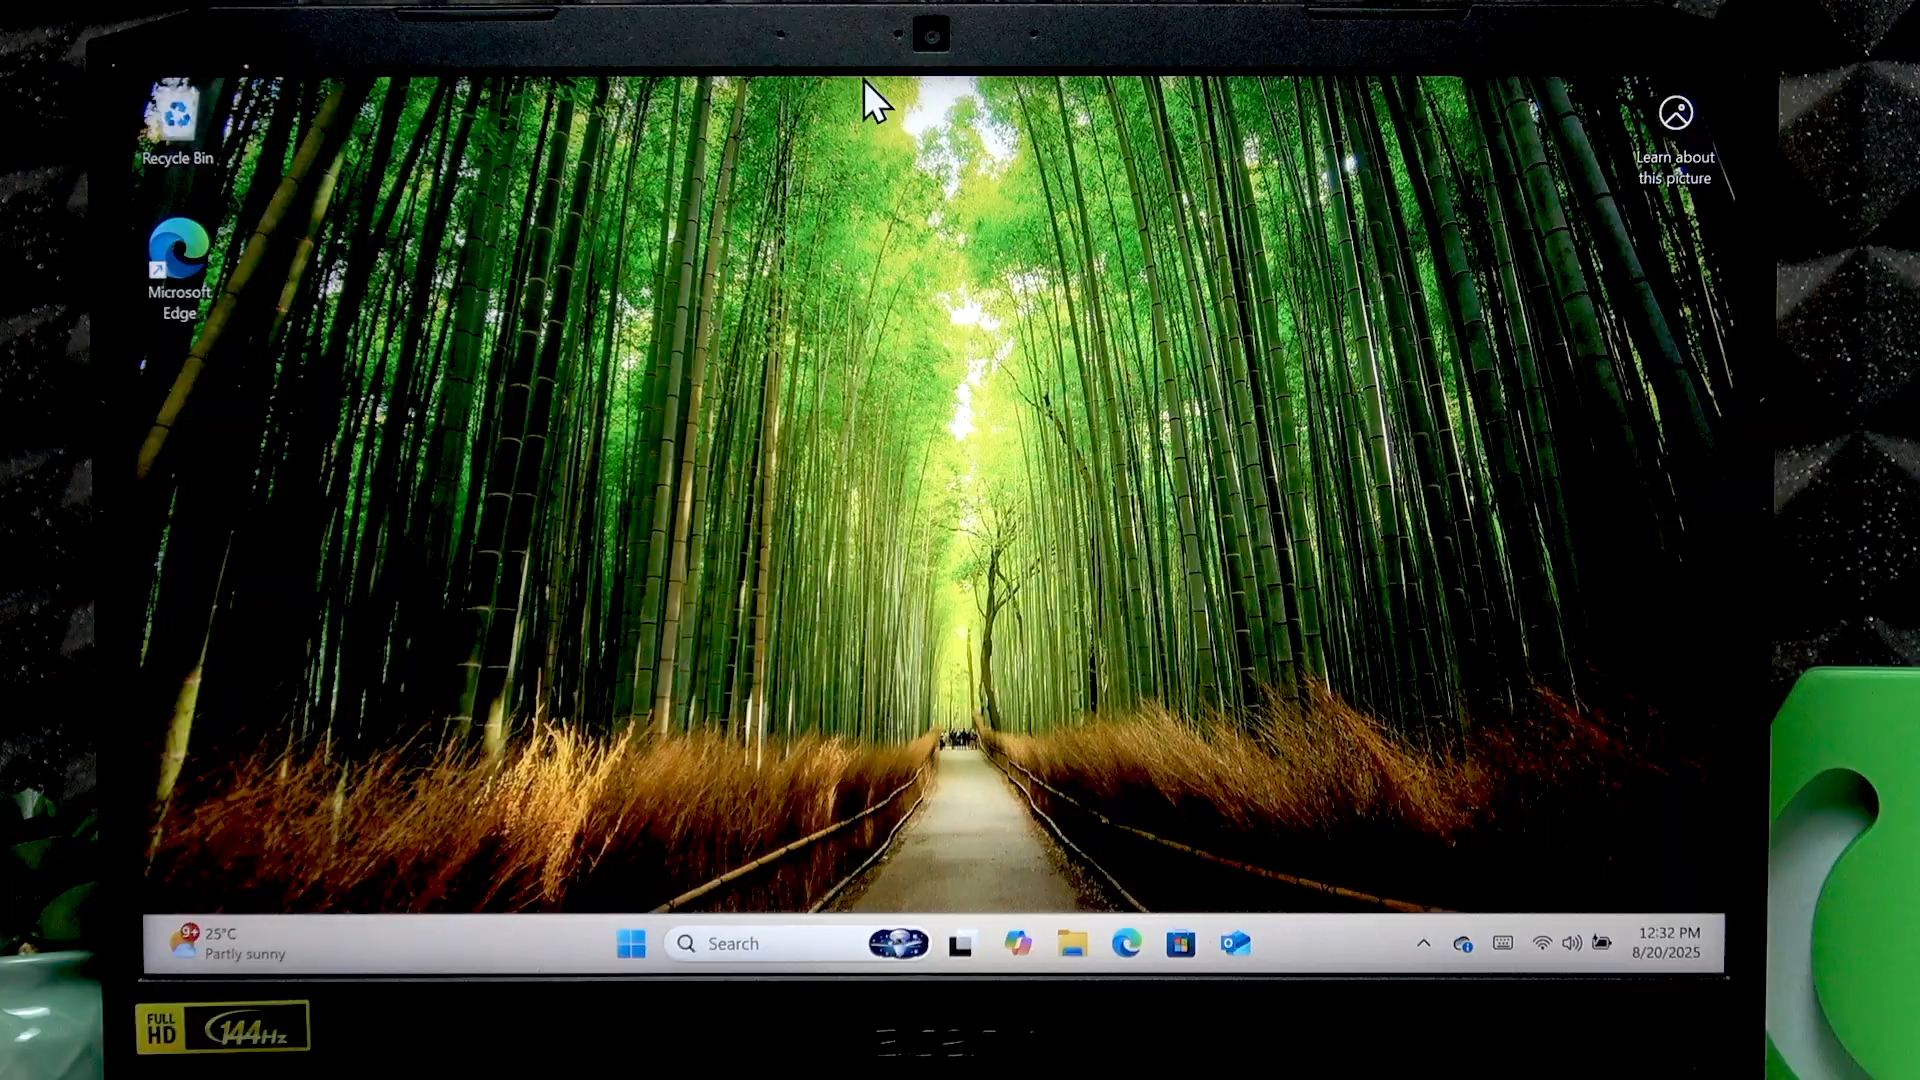 Recycle Bin
Microsoft
Edge
Learn about
this picture
9+
25°C
Partly sunny
Search
12:32 PM
8/20/2025
FULL
HD
144Hz
acer